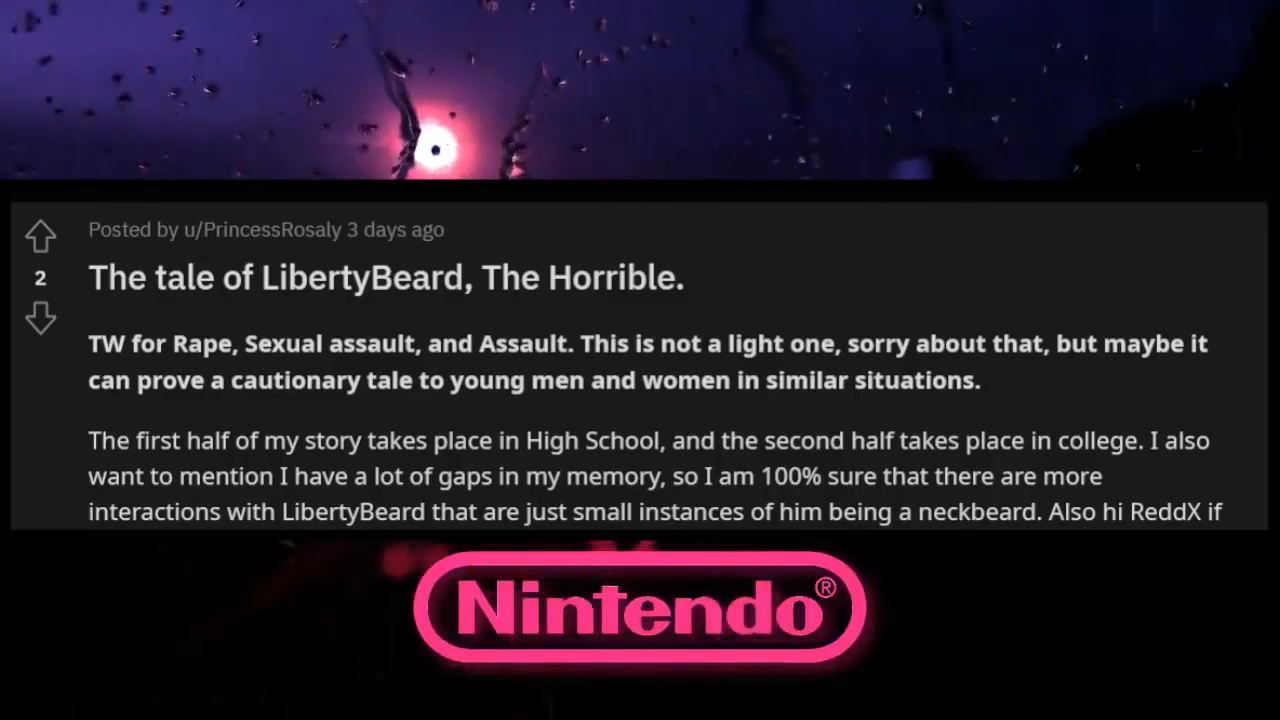 Posted by u/PrincessRosaly 3 days ago
2
The tale of LibertyBeard, The Horrible.
TW for Rape, Sexual assault, and Assault. This is not a light one, sorry about that, but maybe it
can prove a cautionary tale to young men and women in similar situations.
The first half of my story takes place in High School, and the second half takes place in college. I also
want to mention I have a lot of gaps in my memory, so I am 100% sure that there are more
interactions with LibertyBeard that are just small instances of him being a neckbeard. Also hi ReddX if
Nintendo®